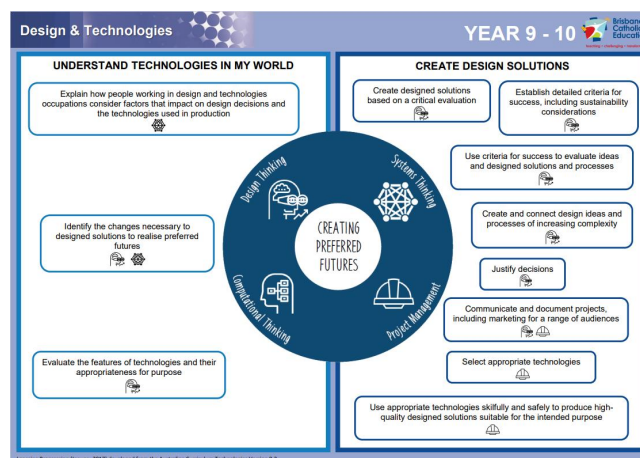 Design & Technologies
YEAR 9 - 10
Brisbane
Catholic
Education
teaching • challenging • transforming
UNDERSTAND TECHNOLOGIES IN MY WORLD
Explain how people working in design and technologies
occupations consider factors that impact on design decisions and
the technologies used in production
Identify the changes necessary to
designed solutions to realise preferred
futures
Evaluate the features of technologies and their
appropriateness for purpose
Design Thinking
Systems Thinking
CREATING
PREFERRED
FUTURES
Computational Thinking
Project Management
CREATE DESIGN SOLUTIONS
Create designed solutions
based on a critical evaluation
Establish detailed criteria for
success, including sustainability
considerations
Use criteria for success to evaluate ideas
and designed solutions and processes
Create and connect design ideas and
processes of increasing complexity
Justify decisions
Communicate and document projects,
including marketing for a range of audiences
Select appropriate technologies
Use appropriate technologies skilfully and safely to produce high-
quality designed solutions suitable for the intended purpose